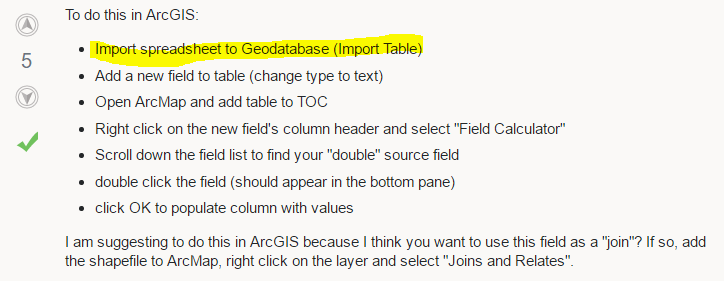 To do this in ArcGIS:
5
• Import spreadsheet to Geodatabase (Import Table)
• Add a new field to table (change type to text)
• Open ArcMap and add table to TOC
• Right click on the new field's column header and select "Field Calculator"
• Scroll down the field list to find your "double" source field
• double click the field (should appear in the bottom pane)
• click OK to populate column with values
I am suggesting to do this in ArcGIS because I think you want to use this field as a "join"? If so, add
the shapefile to ArcMap, right click on the layer and select "Joins and Relates".